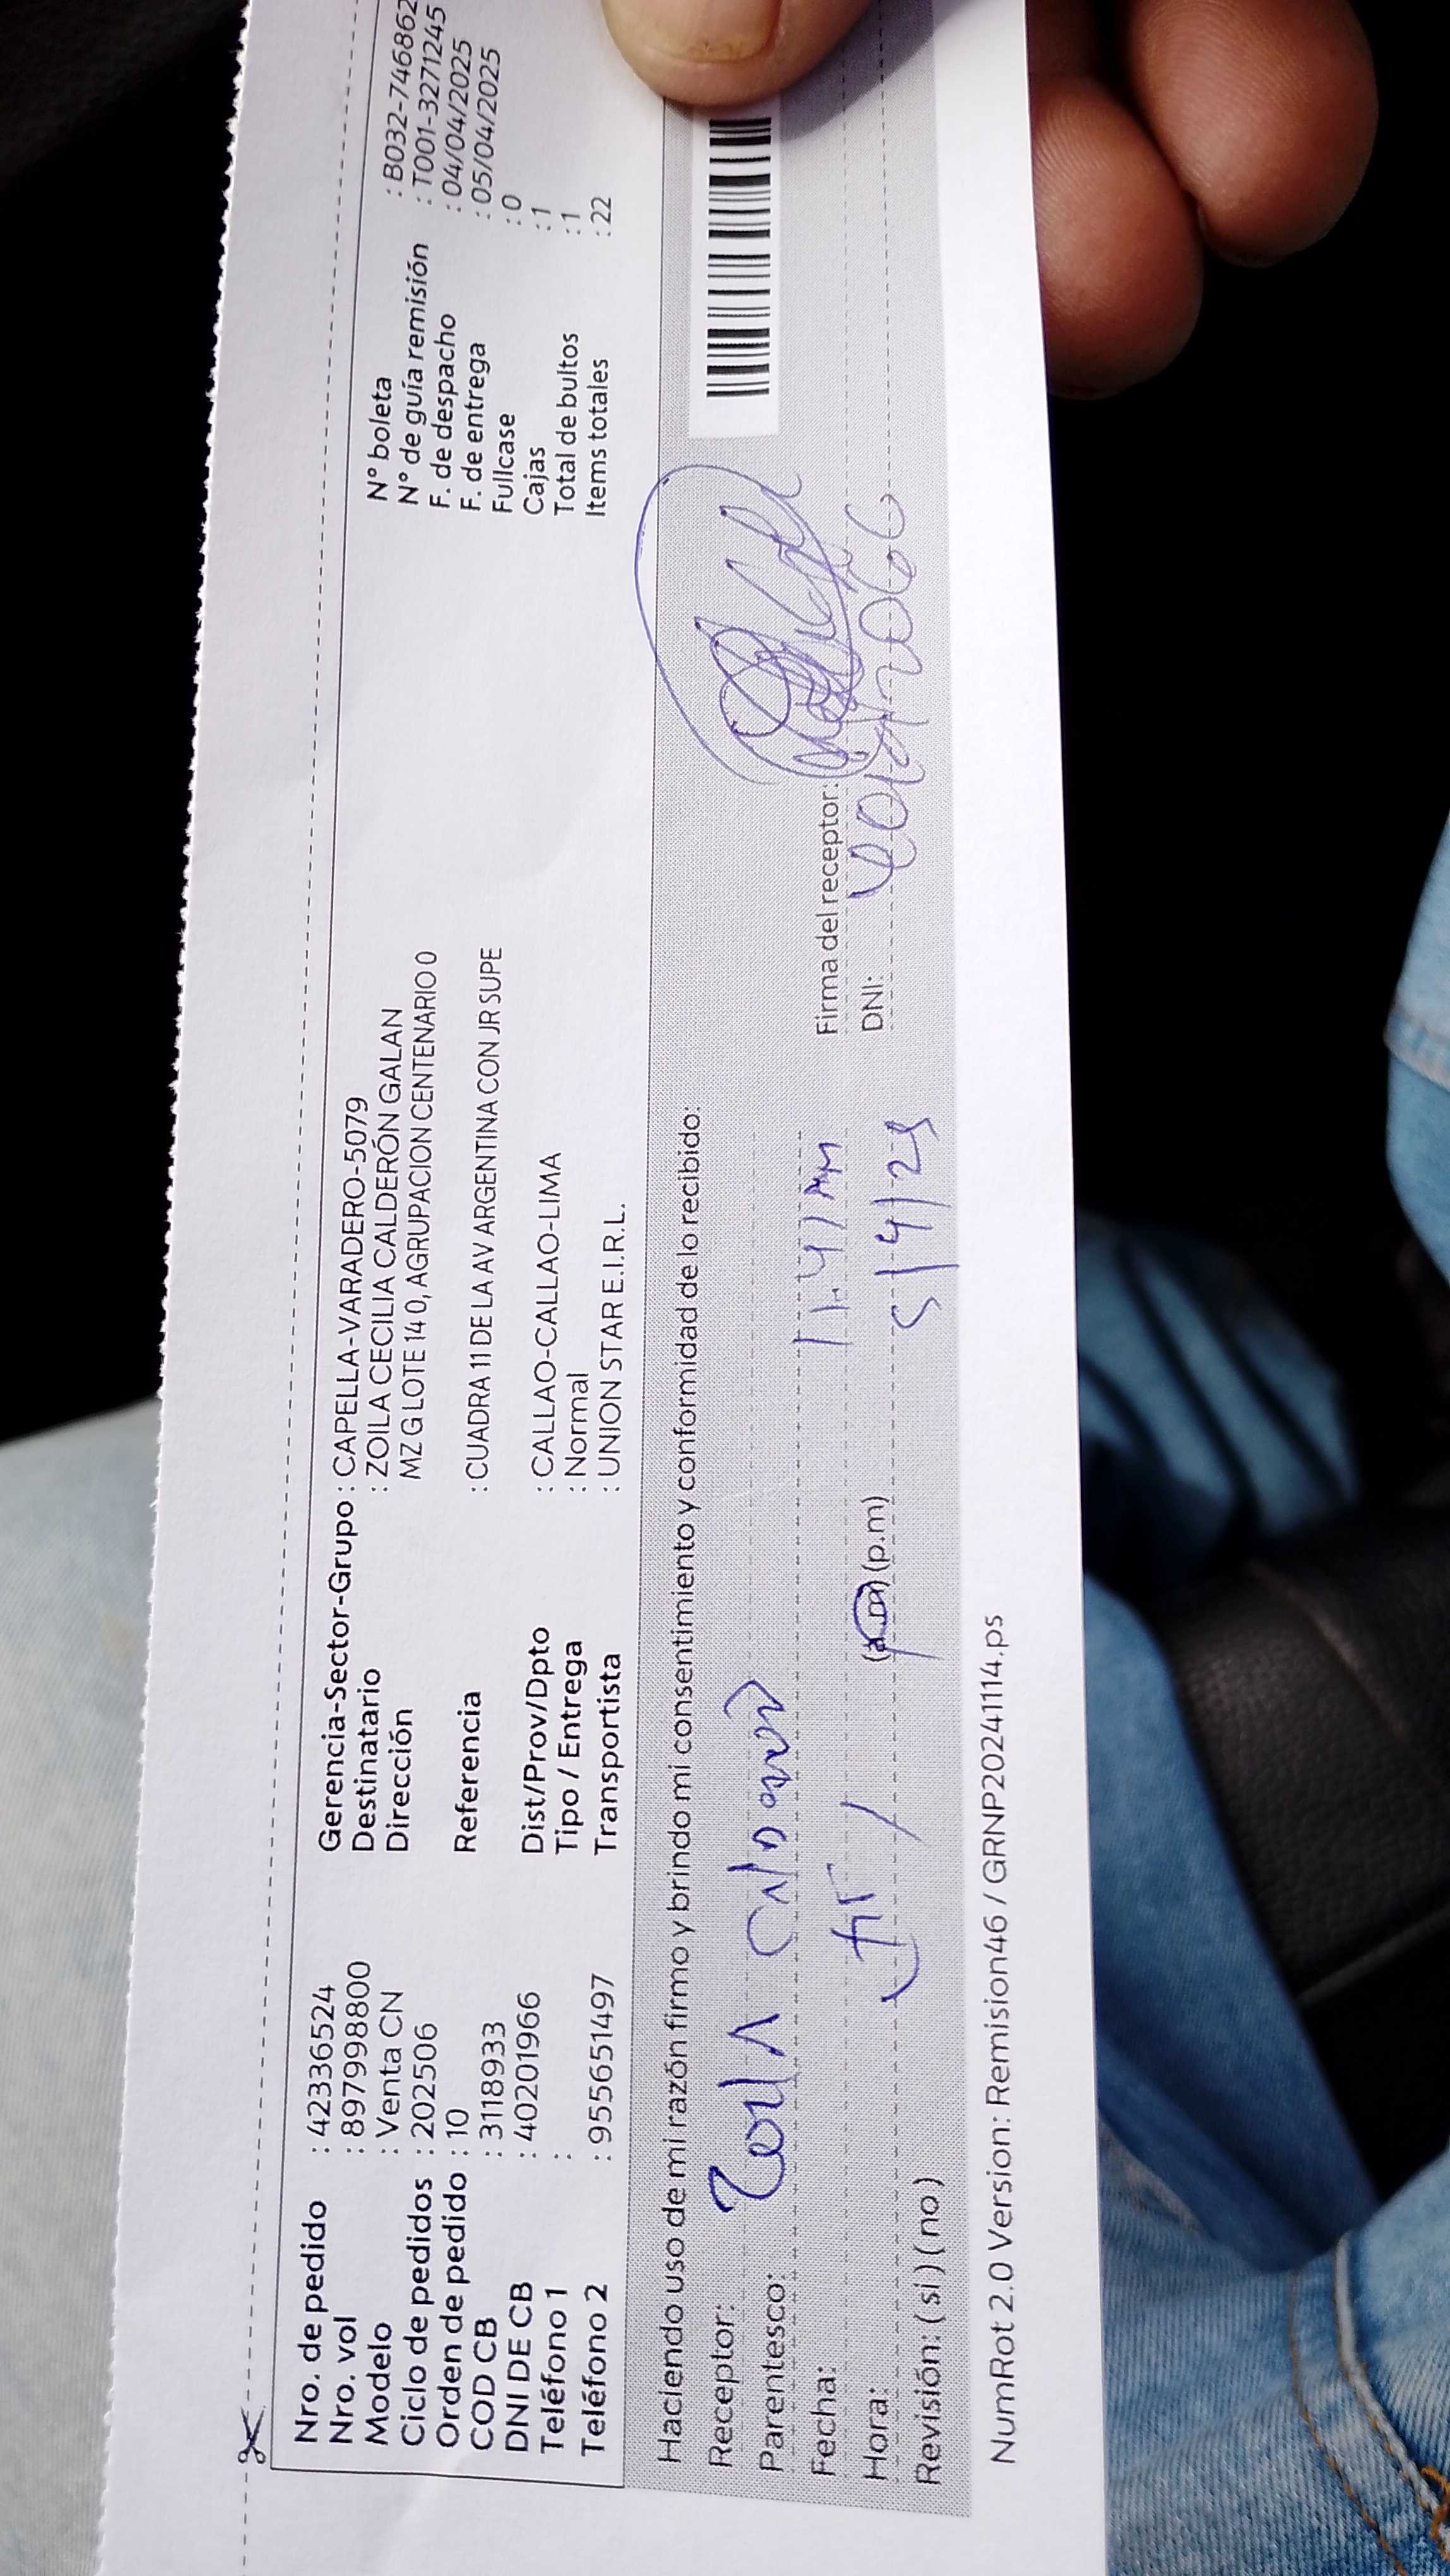 Nro. de pedido : 42336524
Nro. vol : 897998800
Modelo : Venta CN
Ciclo de pedidos : 202506
Orden de pedido : 10
COD CB : 3118933
DNI DE CB : 40201966
Teléfono 1 :
Teléfono 2 : 955651497
Gerencia-Sector-Grupo : CAPELLA-VARADERO-5079
Destinatario : ZOILA CECILIA CALDERÓN GALAN
Dirección MZ G LOTE 14 0, AGRUPACION CENTENARIO 0
Referencia : CUADRA 11 DE LA AV ARGENTINA CON JR SUPE
Dist/Prov/Dpto : CALLAO-CALLAO-LIMA
Tipo / Entrega : Normal
Transportista : UNION STAR E.I.R.L.
Nº boleta : B032-746862
Nº de guía remisión : T001-3271245
F. de despacho : 04/04/2025
F. de entrega : 05/04/2025
Fullcase : 0
Cajas : 1
Total de bultos : 1
Items totales : 22
Haciendo uso de mi razón firmo y brindo mi consentimiento y conformidad de lo recibido:
Receptor:
Parentesco:
Fecha:
Hora: (a.m) (p.m)
Revisión: ( si ) ( no )
5/4/25
Firma del receptor:
DNI:
NumRot 2.0 Version: Remision46 / GRNP20241114.ps